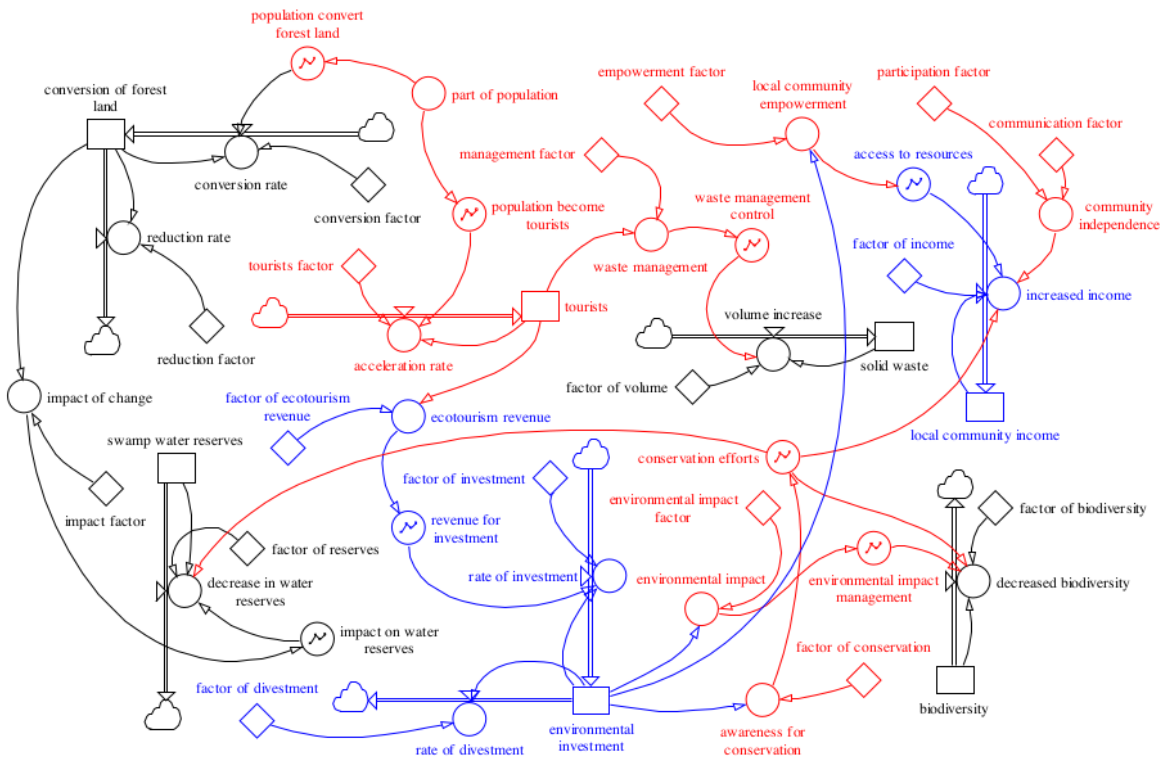 population convert
forest land
conversion of forest
land
part of population
empowerment factor
local community
empowerment
participation factor
communication factor
management factor
access to resources
conversion rate
conversion factor
population become
tourists
waste management
control
community
independence
reduction rate
tourists factor
waste management
factor of income
increased income
tourists
volume increase
reduction factor
acceleration rate
solid waste
factor of volume
impact of change
factor of ecotourism
revenue
ecotourism revenue
local community income
swamp water reserves
conservation efforts
factor of investment
environmental impact
factor
factor of biodiversity
impact factor
revenue for
investment
factor of reserves
rate of investment
environmental impact
environmental impact
management
decreased biodiversity
decrease in water
reserves
impact on water
reserves
factor of conservation
factor of divestment
biodiversity
environmental
investment
awareness for
conservation
rate of divestment